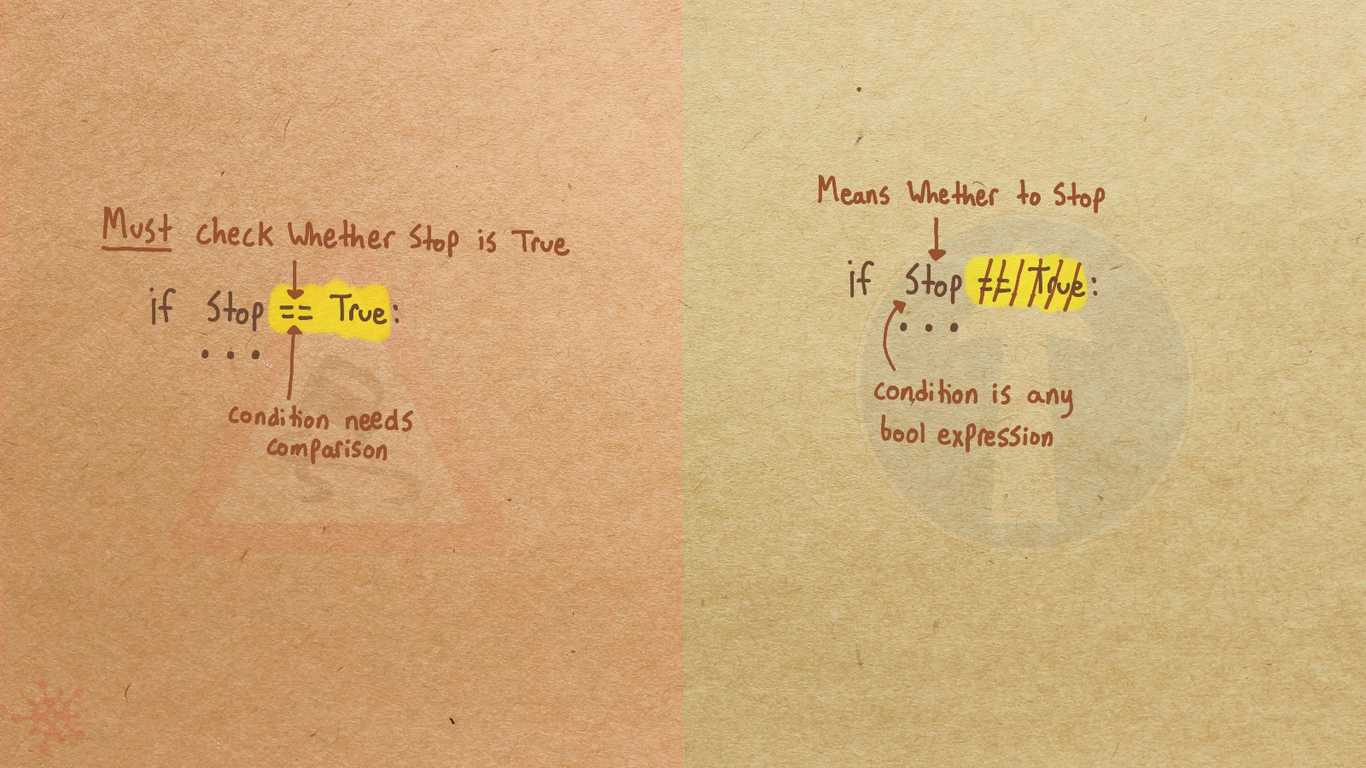 Must check whether Stop is True
if Stop == True:
...
condition needs
comparison
Means whether to stop
if Stop == True:
...
condition is any
bool expression